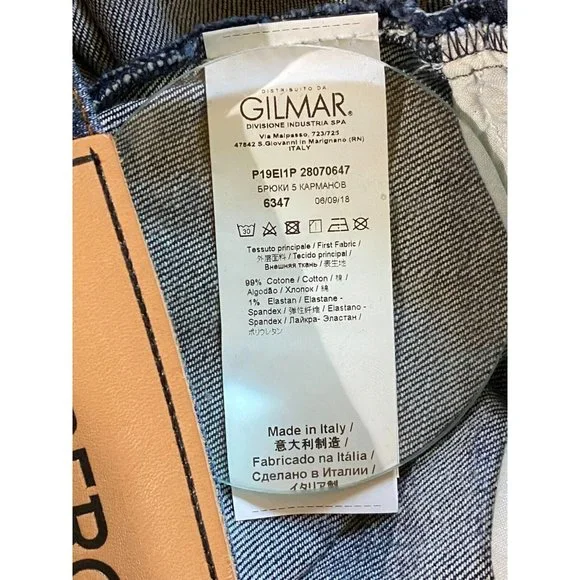 DISTRIBUITO DA
GILMAR®
DIVISIONE INDUSTRIA SPA
Via Malpasso, 723/725
47842 S.Giovanni in Marignano (RN)
ITALY
P19EI1P 28070647
БРЮКИ 5 КАРМАНОВ
6347 06/09/18
30
Tessuto principale / First Fabric /
外層面料 / Tecido principal /
Внешняя ткань / 表生地
99% Cotone / Cotton / 棉 /
Algodão / Хлопок / 綿
1% Elastan / Elastane -
Spandex / 弹性纤维 / Elastano -
Spandex / Лайкра- Эластан /
ポリウレタン
Made in Italy /
意大利制造 /
Fabricado na Itália /
Сделано в Италии /
イタリア製